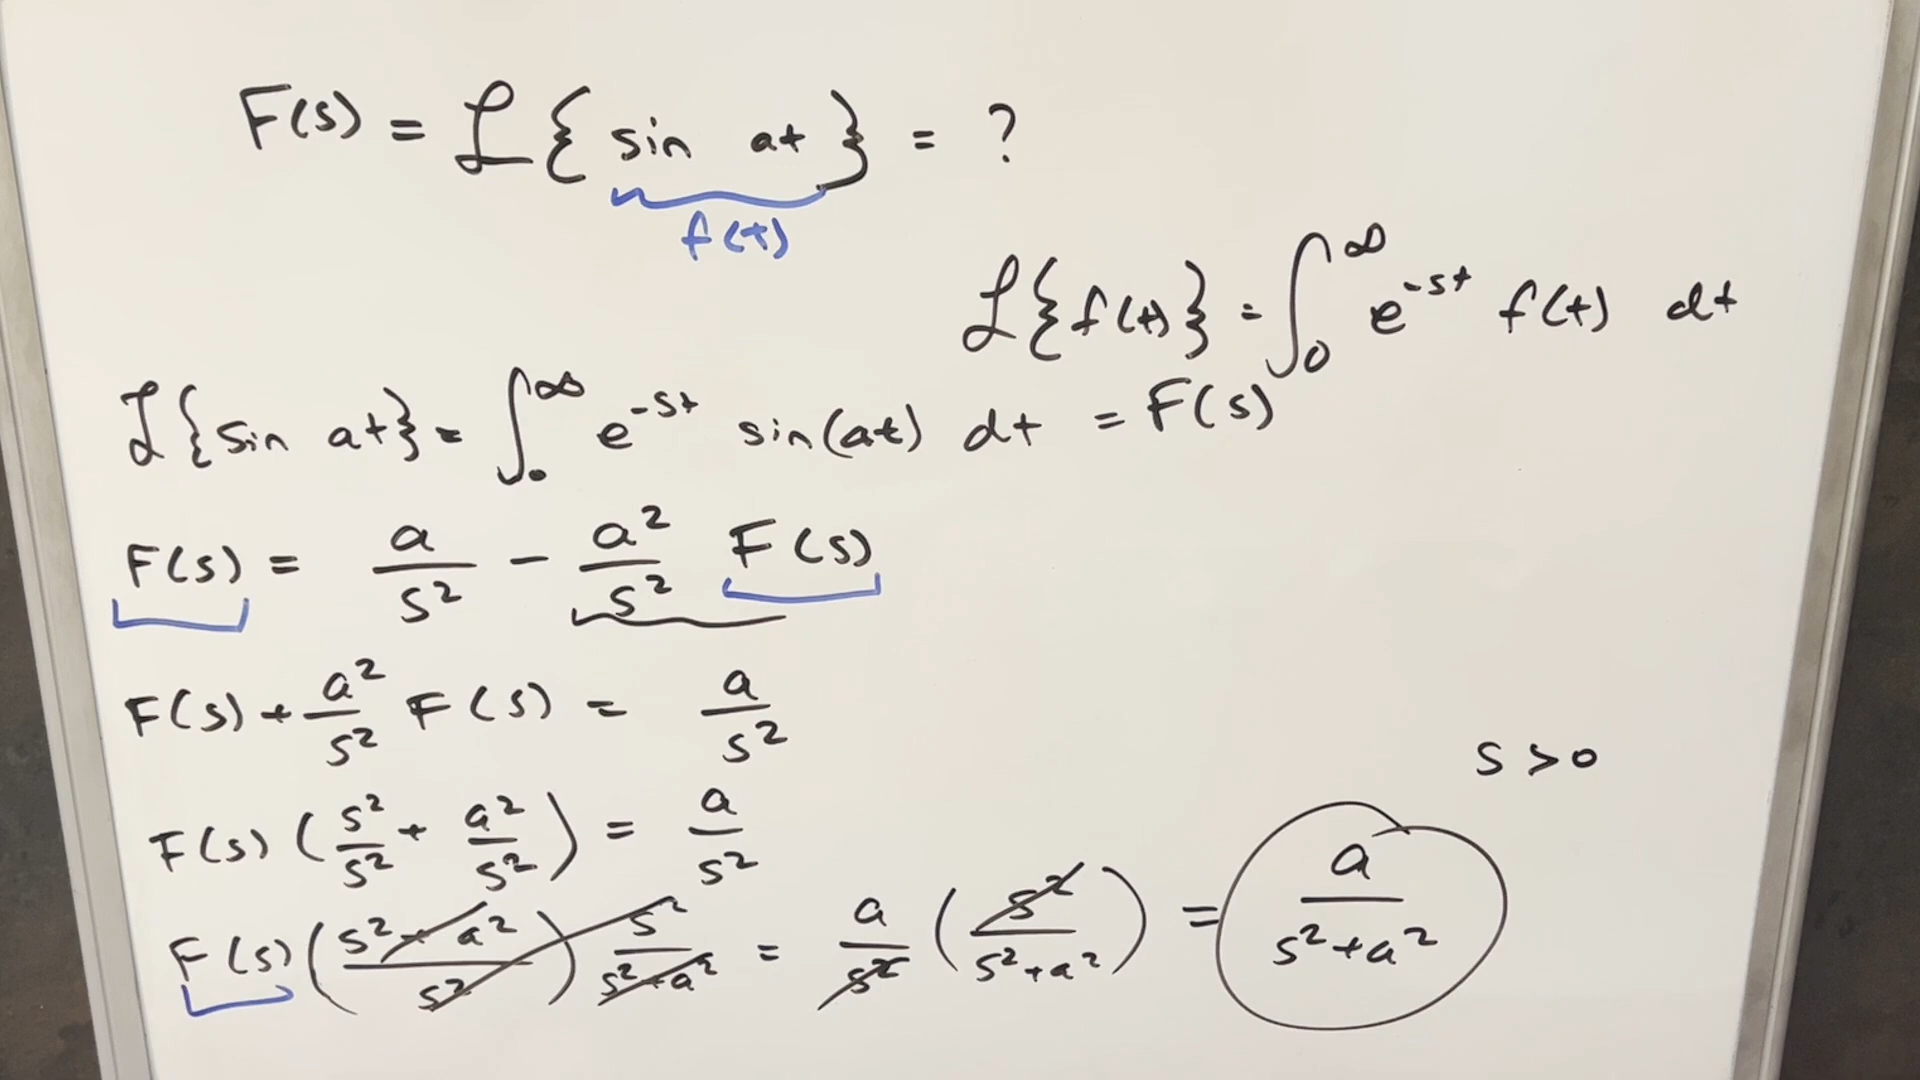 F(s) = ℒ{ sin at } = ?
f(t)
ℒ{f(t)} = ∫₀^∞ e^(-st) f(t) dt
ℒ{sin at} = ∫₀^∞ e^(-st) sin(at) dt = F(s)
F(s) = a/s² - a²/s² F(s)
F(s) + a²/s² F(s) = a/s²
s > 0
F(s) (s²/s² + a²/s²) = a/s²
F(s) ((s² + a²)/s²) s²/(s² + a²) = a/s² (s²/(s² + a²)) = a/(s² + a²)